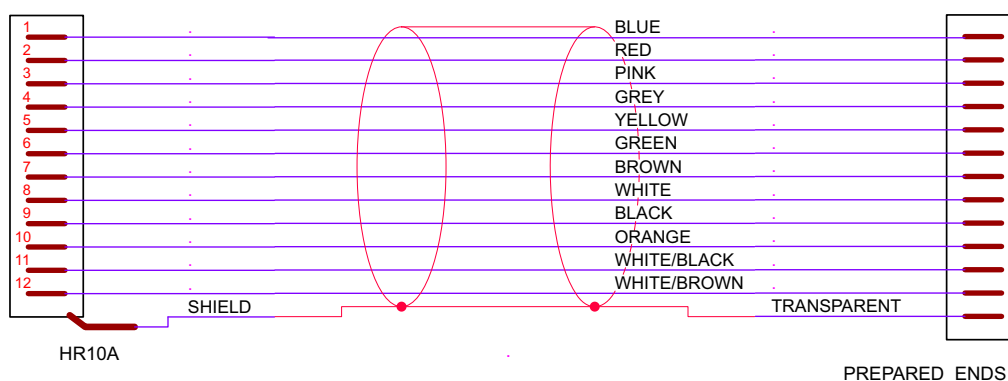 1 BLUE
2 RED
3 PINK
4 GREY
5 YELLOW
6 GREEN
7 BROWN
8 WHITE
9 BLACK
10 ORANGE
11 WHITE/BLACK
12 WHITE/BROWN
SHIELD TRANSPARENT
HR10A
PREPARED ENDS